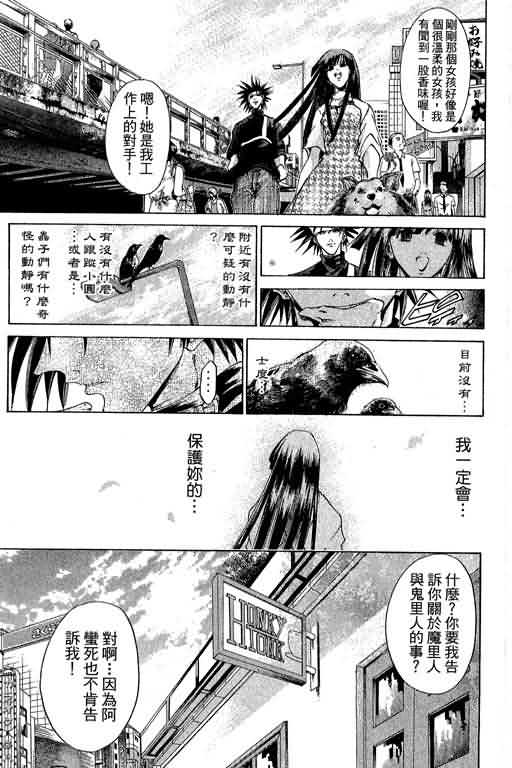 剛剛那個女孩好像是
個很溫柔的女孩，我
有聞到一股香味喔！
お好み焼
嗯！她是我工
作上的對手！
附近有沒有什
麼可疑的動靜
？
有沒有什麼
人跟蹤小圓
…或者是…
蟲子們有什麼奇
怪的動靜嗎？
目前沒有…
士度…
…
我一定會…
保護妳的…
什麼？你要我告
訴你關於魔里人
與鬼里人的事？
HONKY
TONK
對啊…因為阿
蠻死也不肯告
訴我！